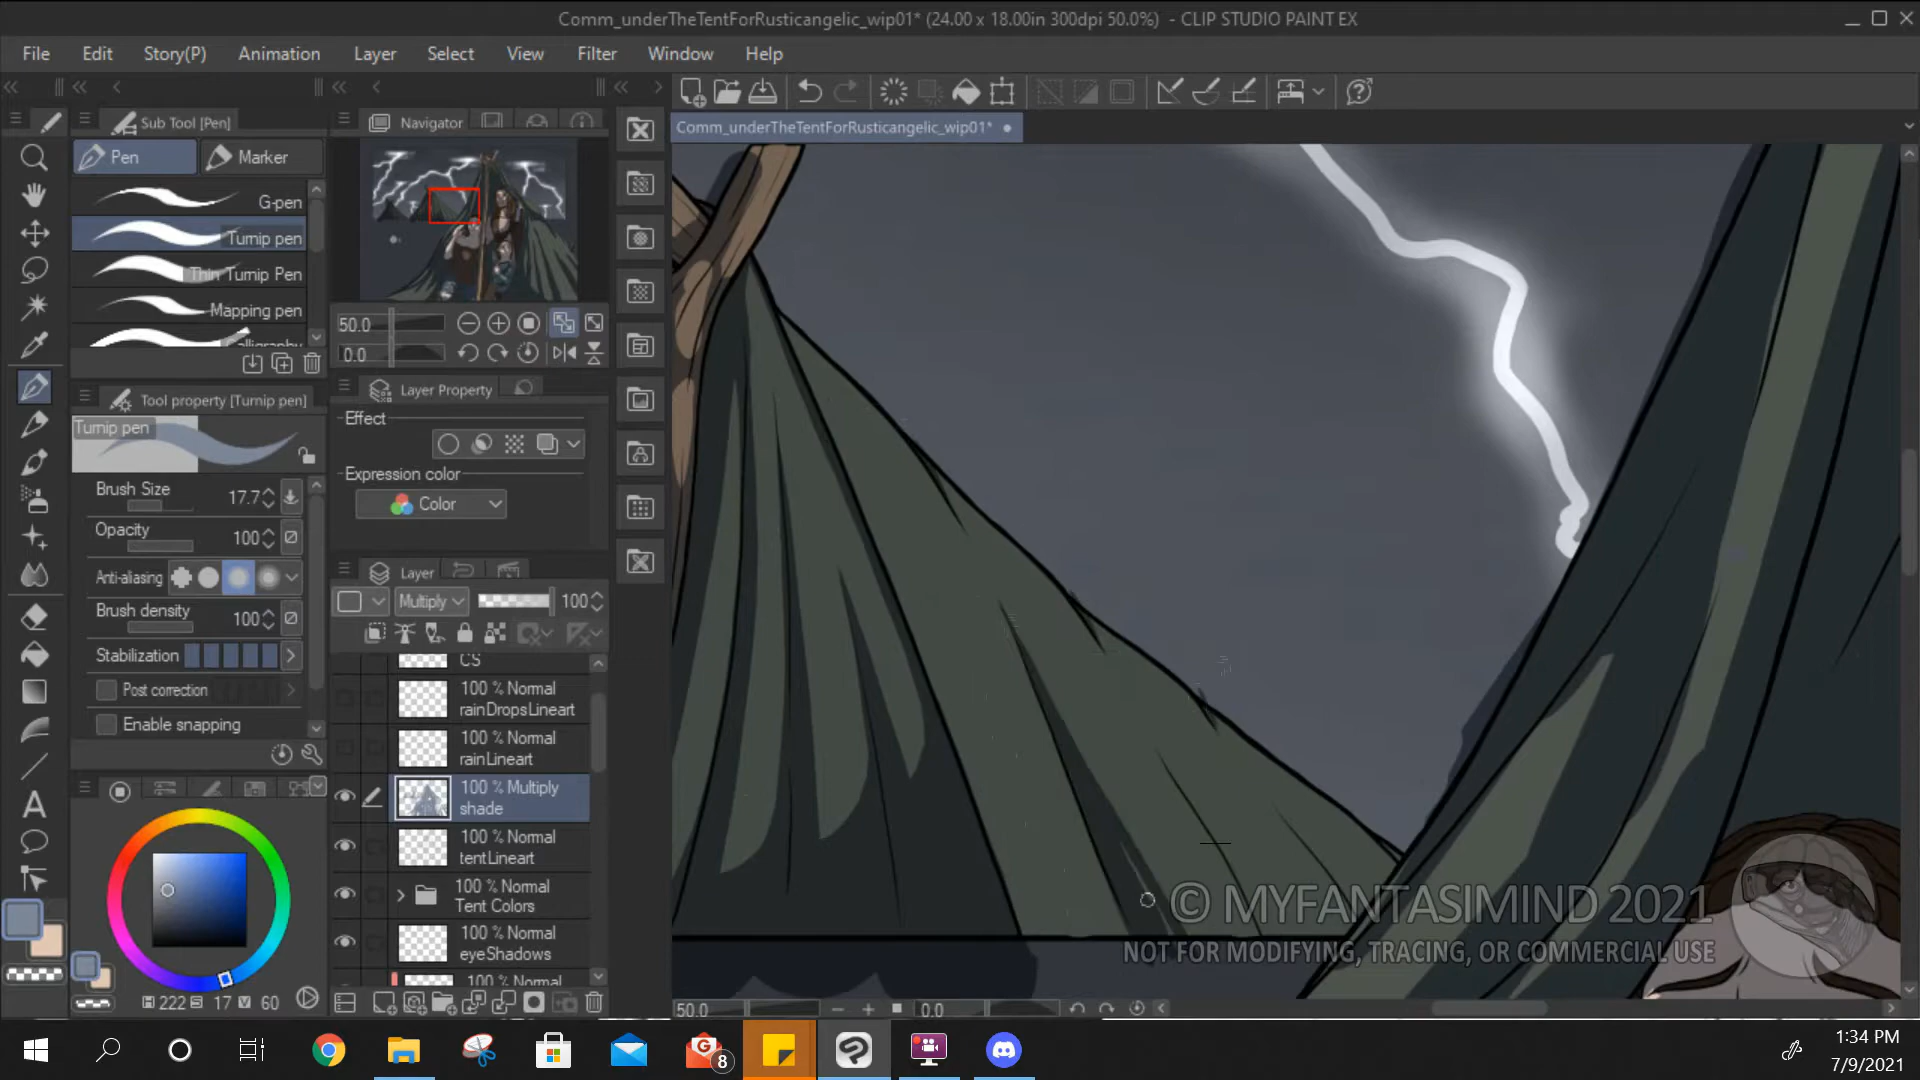 Comm_underTheTentForRusticangelic_wip01* (24.00 x 18.00in 300dpi 50.0%) - CLIP STUDIO PAINT EX
File Edit Story(P) Animation Layer Select View Filter Window Help
Sub Tool [Pen]
Navigator
Comm_underTheTentForRusticangelic_wip01*
Pen
Marker
G-pen
Turnip pen
Thin Turnip Pen
Mapping pen
Calligraphy
50.0
0.0
Tool property [Turnip pen]
Turnip pen
Layer Property
Effect
Expression color
Color
Brush Size 17.7
Opacity 100
Anti-aliasing
Brush density 100
Stabilization
Post correction
Enable snapping
Layer
Multiply 100
CS
100 % Normal
rainDropsLineart
100 % Normal
rainLineart
100 % Multiply
shade
100 % Normal
tentLineart
100 % Normal
Tent Colors
100 % Normal
eyeShadows
100 % Normal
H 222 S 17 V 60
50.0
0.0
© MYFANTASIMIND 2021
NOT FOR MODIFYING, TRACING, OR COMMERCIAL USE
G
8
1:34 PM
7/9/2021